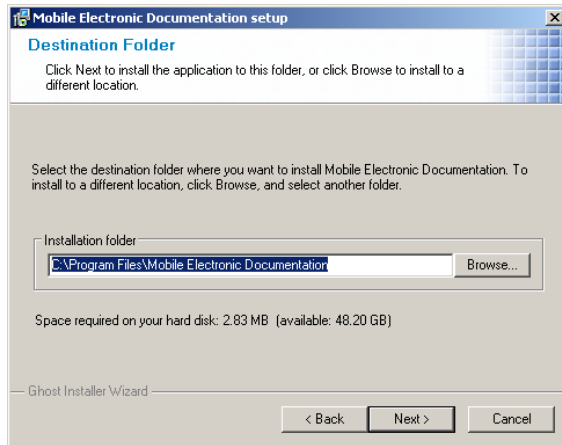 Mobile Electronic Documentation setup
Destination Folder
Click Next to install the application to this folder, or click Browse to install to a
different location.
Select the destination folder where you want to install Mobile Electronic Documentation. To
install to a different location, click Browse, and select another folder.
Installation folder
C:\Program Files\Mobile Electronic Documentation
Browse...
Space required on your hard disk: 2.83 MB (available: 48.20 GB)
Ghost Installer Wizard
< Back
Next >
Cancel